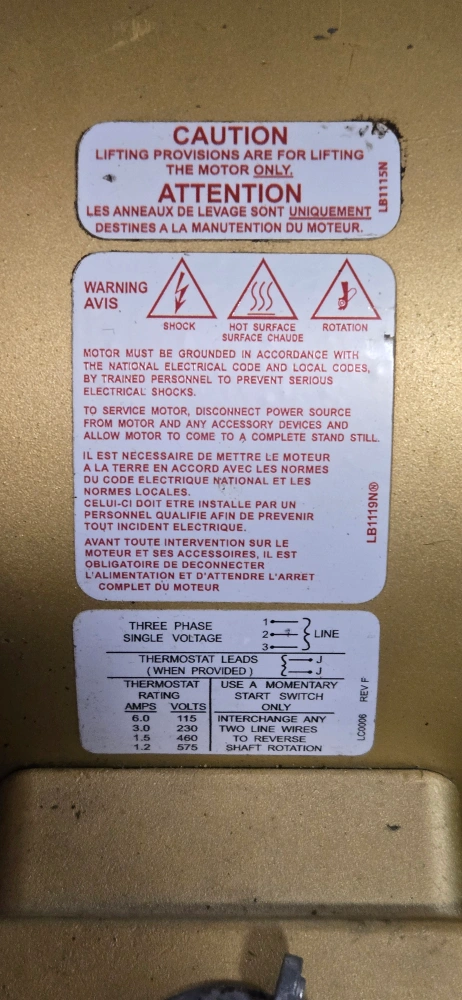 CAUTION
LIFTING PROVISIONS ARE FOR LIFTING
THE MOTOR ONLY.
ATTENTION
LES ANNEAUX DE LEVAGE SONT UNIQUEMENT
DESTINES A LA MANUTENTION DU MOTEUR.
LB1115N
WARNING
AVIS
SHOCK
HOT SURFACE
SURFACE CHAUDE
ROTATION
MOTOR MUST BE GROUNDED IN ACCORDANCE WITH
THE NATIONAL ELECTRICAL CODE AND LOCAL CODES,
BY TRAINED PERSONNEL TO PREVENT SERIOUS
ELECTRICAL SHOCKS.
TO SERVICE MOTOR, DISCONNECT POWER SOURCE
FROM MOTOR AND ANY ACCESSORY DEVICES AND
ALLOW MOTOR TO COME TO A COMPLETE STAND STILL.
IL EST NECESSAIRE DE METTRE LE MOTEUR
A LA TERRE EN ACCORD AVEC LES NORMES
DU CODE ELECTRIQUE NATIONAL ET LES
NORMES LOCALES.
CELUI-CI DOIT ETRE INSTALLE PAR UN
PERSONNEL QUALIFIE AFIN DE PREVENIR
TOUT INCIDENT ELECTRIQUE.
AVANT TOUTE INTERVENTION SUR LE
MOTEUR ET SES ACCESSOIRES, IL EST
OBLIGATOIRE DE DECONNECTER
L'ALIMENTATION ET D'ATTENDRE L'ARRET
COMPLET DU MOTEUR
LB1119N®
THREE PHASE
SINGLE VOLTAGE
1
2
3
LINE
THERMOSTAT LEADS
(WHEN PROVIDED)
J
J
THERMOSTAT
RATING
AMPS VOLTS
6.0 115
3.0 230
1.5 460
1.2 575
USE A MOMENTARY
START SWITCH
ONLY
INTERCHANGE ANY
TWO LINE WIRES
TO REVERSE
SHAFT ROTATION
LC0006 REV F